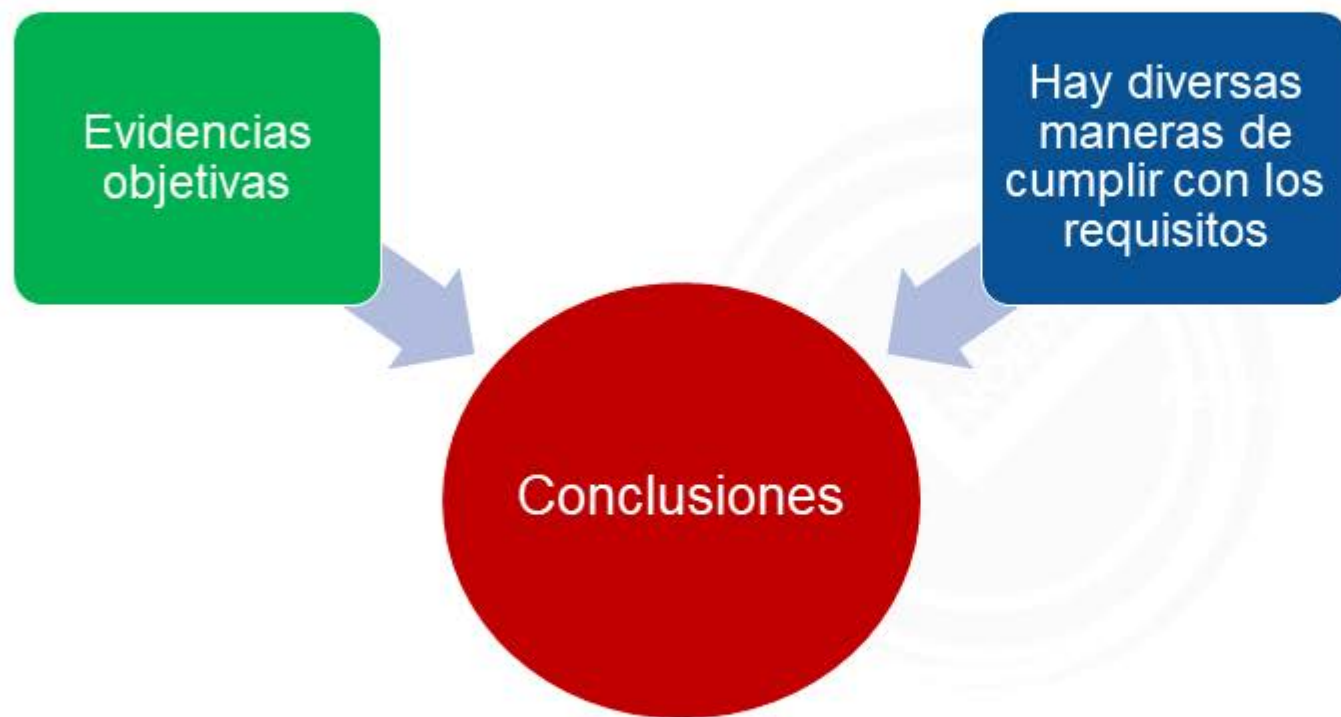 Evidencias
objetivas
Hay diversas
maneras de
cumplir con los
requisitos
Conclusiones